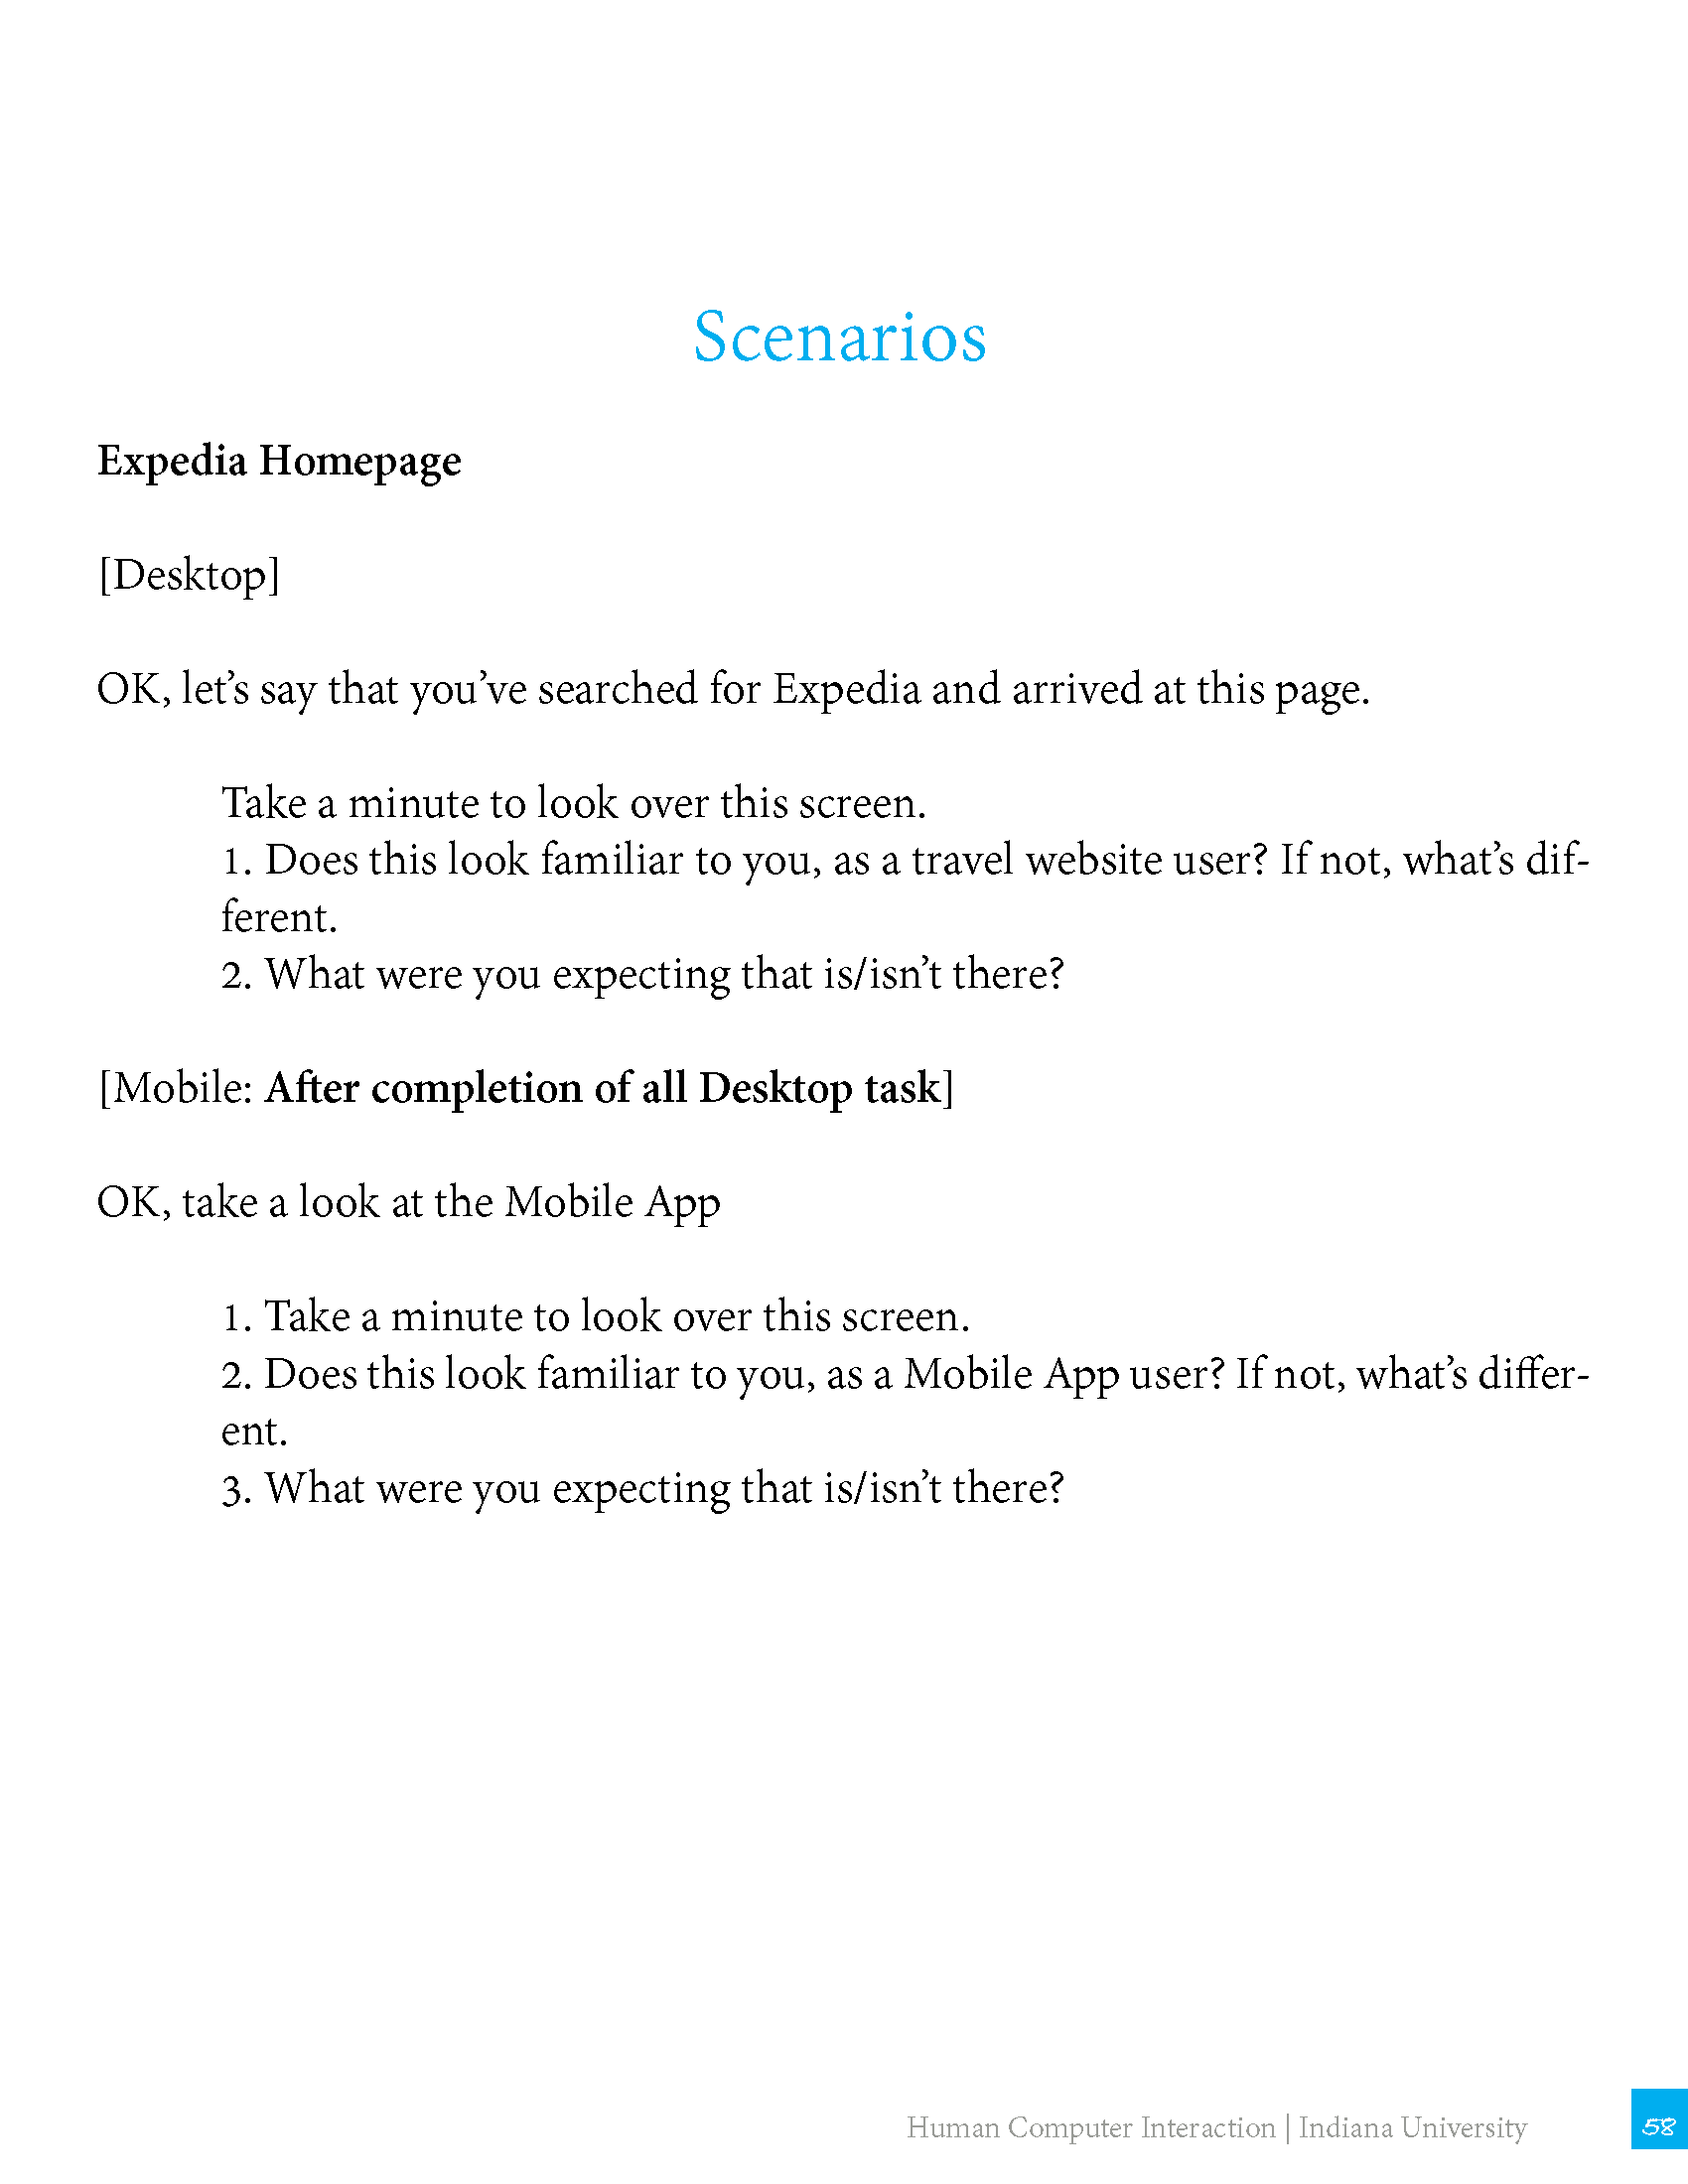 Scenarios
Expedia Homepage
[Desktop]
OK, let’s say that you’ve searched for Expedia and arrived at this page.
Take a minute to look over this screen.
1. Does this look familiar to you, as a travel website user? If not, what’s dif-
ferent.
2. What were you expecting that is/isn’t there?
[Mobile: After completion of all Desktop task]
OK, take a look at the Mobile App
1. Take a minute to look over this screen.
2. Does this look familiar to you, as a Mobile App user? If not, what’s differ-
ent.
3. What were you expecting that is/isn’t there?
Human Computer Interaction | Indiana University 58